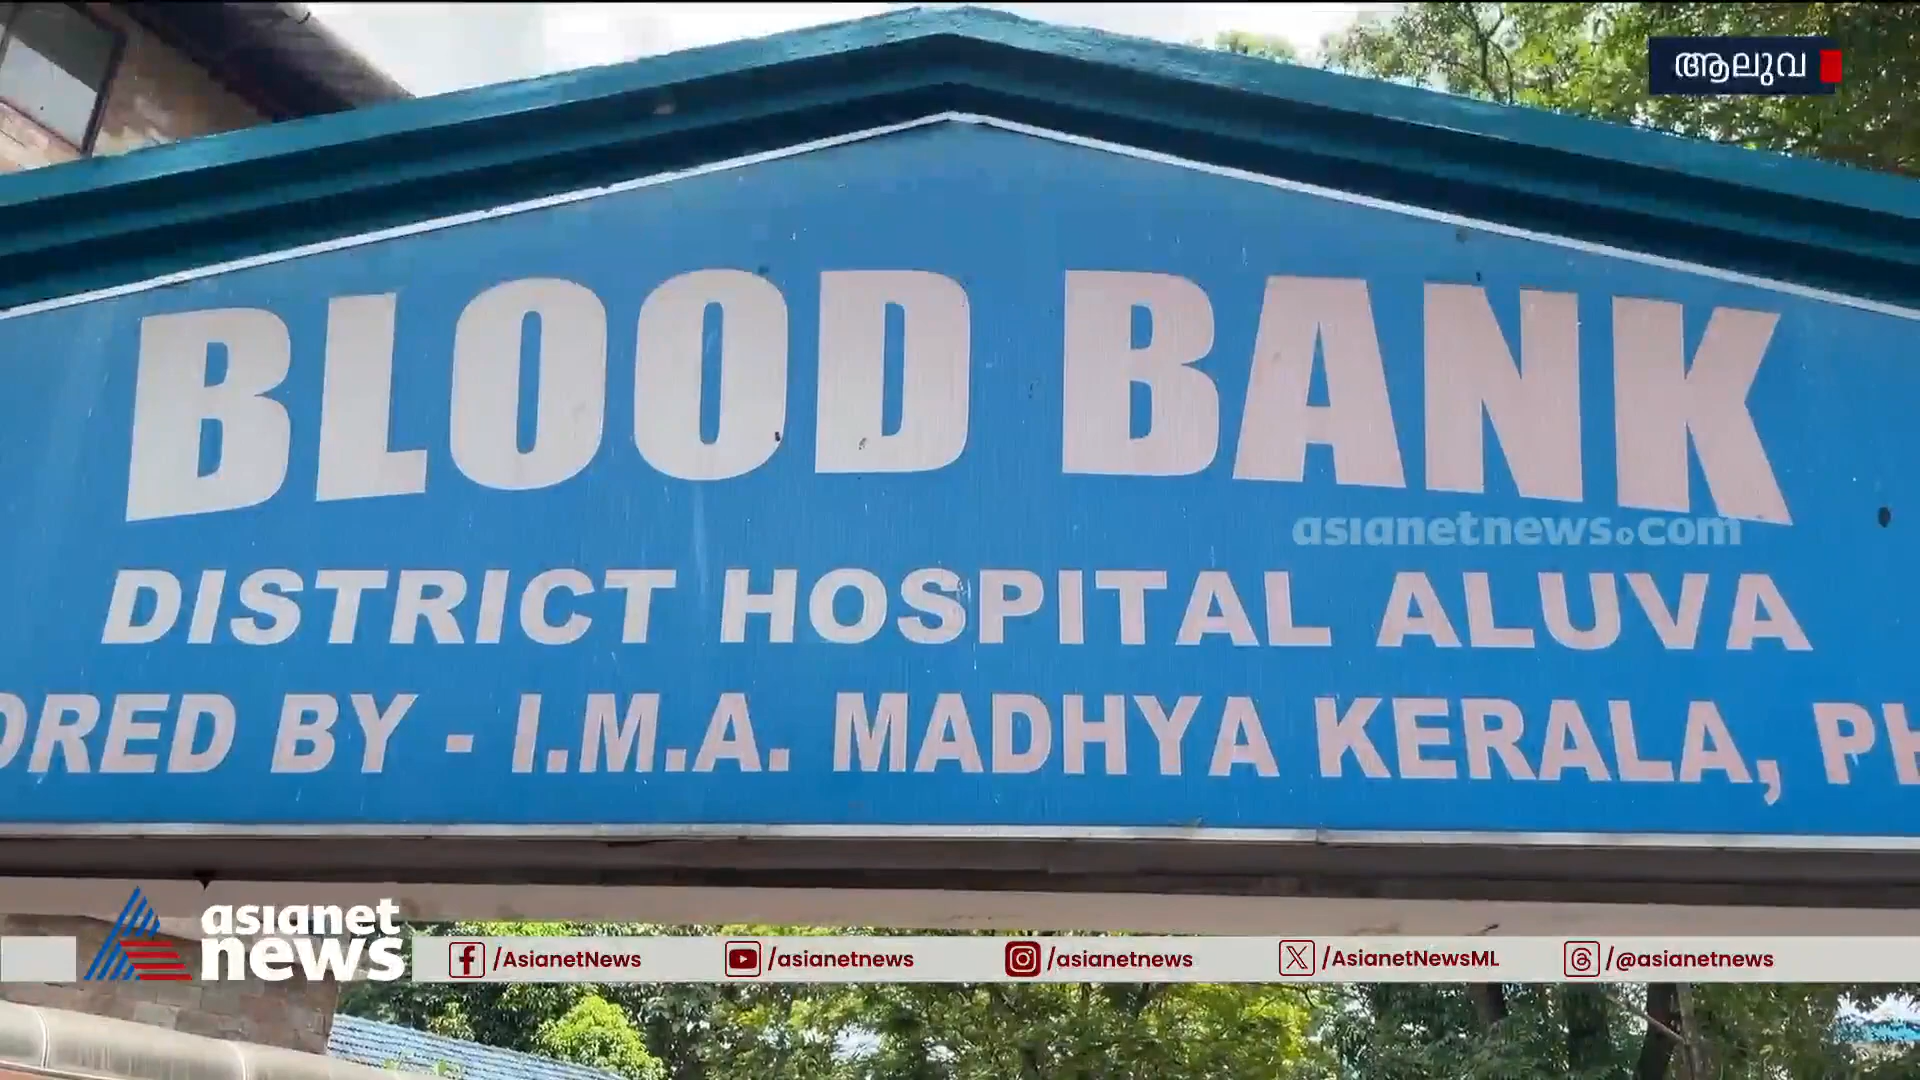 ആലുവ
BLOOD BANK
asianetnews.com
DISTRICT HOSPITAL ALUVA
ORED BY - I.M.A. MADHYA KERALA, PH
asianet
news
/AsianetNews /asianetnews /asianetnews /AsianetNewsML /@asianetnews